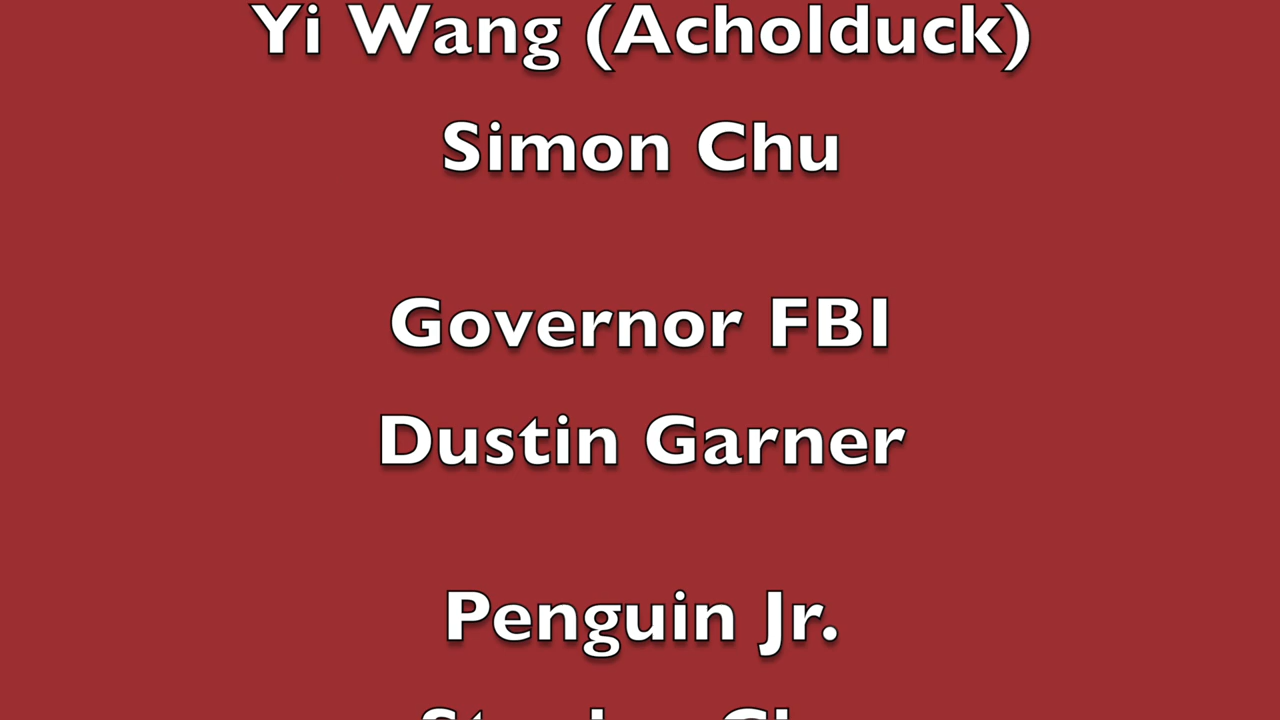 Yi Wang (Acholduck)
Simon Chu
Governor FBI
Dustin Garner
Penguin Jr.